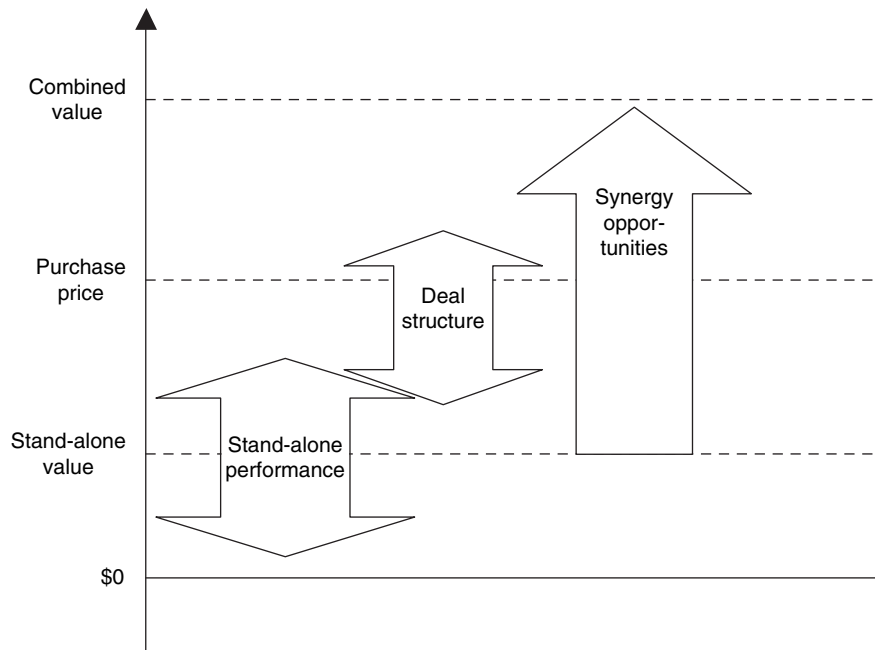 Combined
value
Synergy
oppor-
tunities
Purchase
price
Deal
structure
Stand-alone
value
Stand-alone
performance
$0